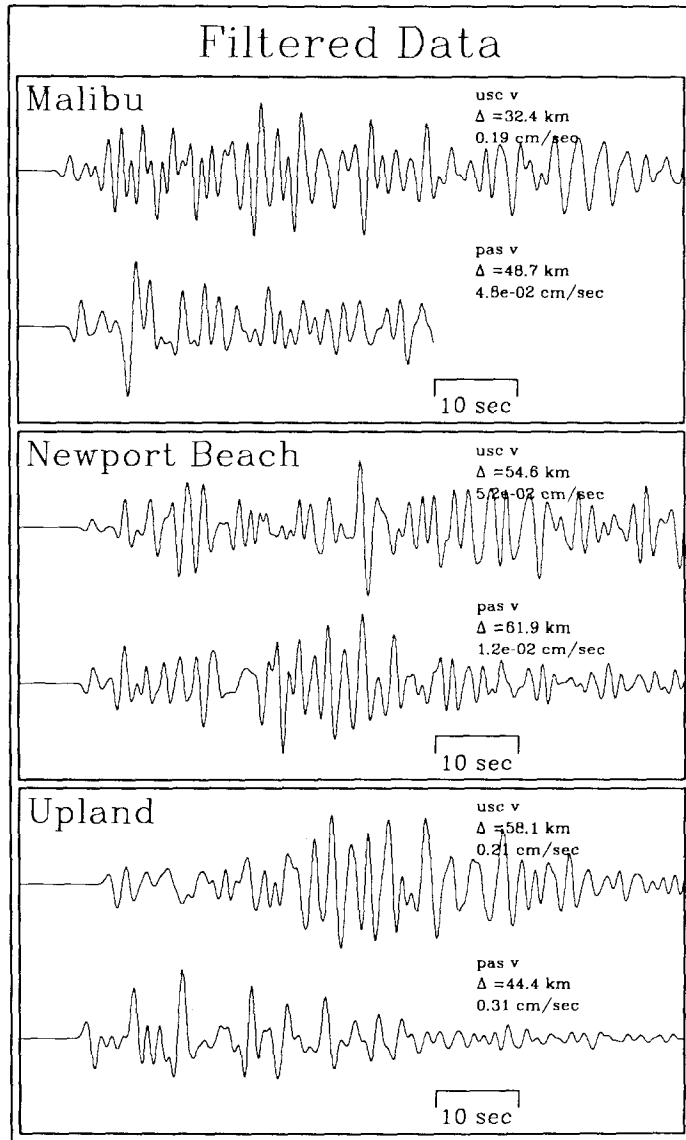 Filtered Data
Malibu
usc v
Δ =32.4 km
0.19 cm/sec
pas v
Δ =48.7 km
4.8e-02 cm/sec
10 sec
Newport Beach
usc v
Δ =54.6 km
5.2e-02 cm/sec
pas v
Δ =61.9 km
1.2e-02 cm/sec
10 sec
Upland
usc v
Δ =58.1 km
0.21 cm/sec
pas v
Δ =44.4 km
0.31 cm/sec
10 sec